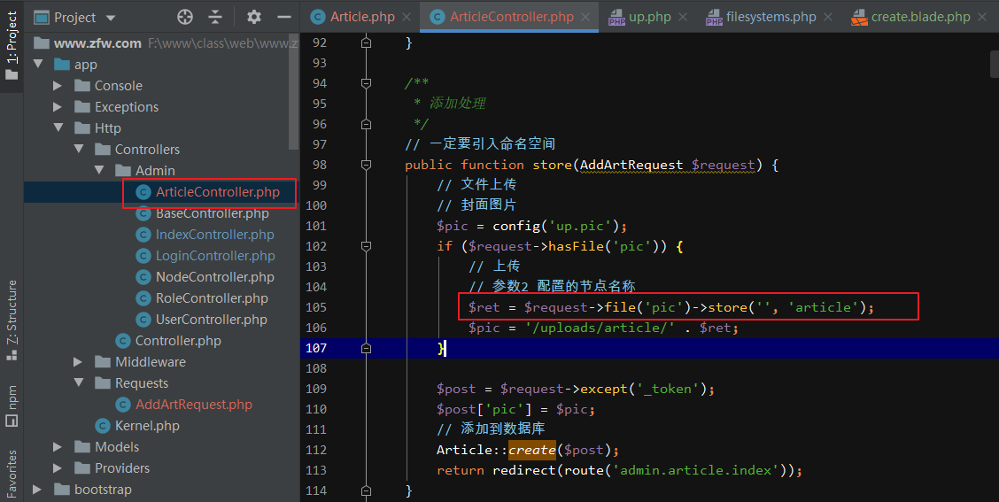 Project
Article.php
ArticleController.php
up.php
filesystems.php
create.blade.php
1: Project
Z: Structure
npm
Favorites
www.zfw.com F:\www\class\web\www.z
app
Console
Exceptions
Http
Controllers
Admin
ArticleController.php
BaseController.php
IndexController.php
LoginController.php
NodeController.php
RoleController.php
UserController.php
Controller.php
Middleware
Requests
AddArtRequest.php
Kernel.php
Models
Providers
bootstrap
92 }
93
94 /**
95 * 添加处理
96 */
97 // 一定要引入命名空间
98 public function store(AddArtRequest $request) {
99 // 文件上传
100 // 封面图片
101 $pic = config('up.pic');
102 if ($request->hasFile('pic')) {
103 // 上传
104 // 参数2 配置的节点名称
105 $ret = $request->file('pic')->store('', 'article');
106 $pic = '/uploads/article/' . $ret;
107 }
108
109 $post = $request->except('_token');
110 $post['pic'] = $pic;
111 // 添加到数据库
112 Article::create($post);
113 return redirect(route('admin.article.index'));
114 }